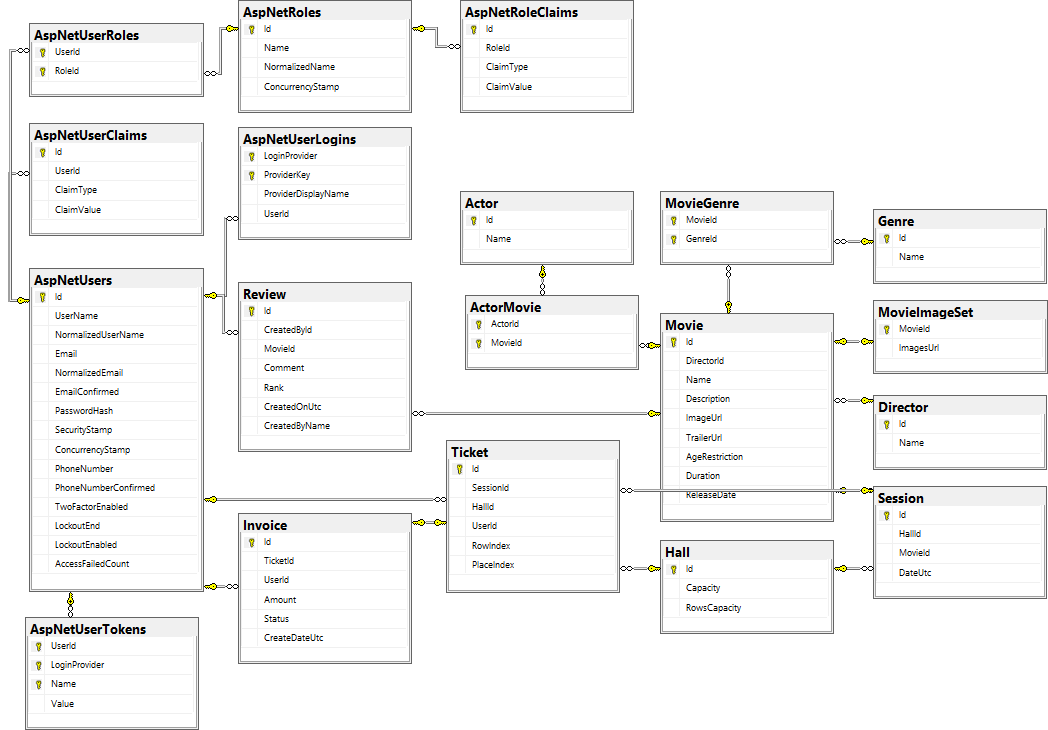 AspNetUserRoles
UserId
RoleId
AspNetRoles
Id
Name
NormalizedName
ConcurrencyStamp
AspNetRoleClaims
Id
RoleId
ClaimType
ClaimValue
AspNetUserClaims
Id
UserId
ClaimType
ClaimValue
AspNetUserLogins
LoginProvider
ProviderKey
ProviderDisplayName
UserId
Actor
Id
Name
MovieGenre
MovieId
GenreId
Genre
Id
Name
AspNetUsers
Id
UserName
NormalizedUserName
Email
NormalizedEmail
EmailConfirmed
PasswordHash
SecurityStamp
ConcurrencyStamp
PhoneNumber
PhoneNumberConfirmed
TwoFactorEnabled
LockoutEnd
LockoutEnabled
AccessFailedCount
Review
Id
CreatedById
MovieId
Comment
Rank
CreatedOnUtc
CreatedByName
ActorMovie
ActorId
MovieId
Movie
Id
DirectorId
Name
Description
ImageUrl
TrailerUrl
AgeRestriction
Duration
ReleaseDate
MovieImageSet
MovieId
ImagesUrl
Director
Id
Name
Ticket
Id
SessionId
HallId
UserId
RowIndex
PlaceIndex
Session
Id
HallId
MovieId
DateUtc
Invoice
Id
TicketId
UserId
Amount
Status
CreateDateUtc
Hall
Id
Capacity
RowsCapacity
AspNetUserTokens
UserId
LoginProvider
Name
Value